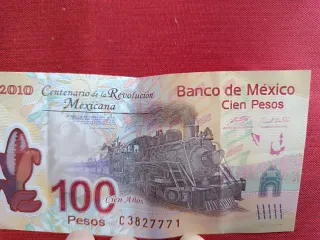 2010
Centenario de la Revolución
Mexicana
Banco de México
Cien Pesos
100
Cien Años
Pesos
C3827771